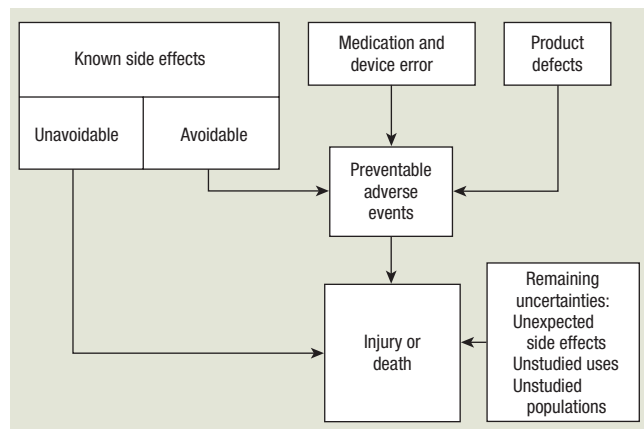 Known side effects
Unavoidable
Avoidable
Medication and
device error
Product
defects
Preventable
adverse
events
Injury or
death
Remaining
uncertainties:
Unexpected
side effects
Unstudied uses
Unstudied
populations